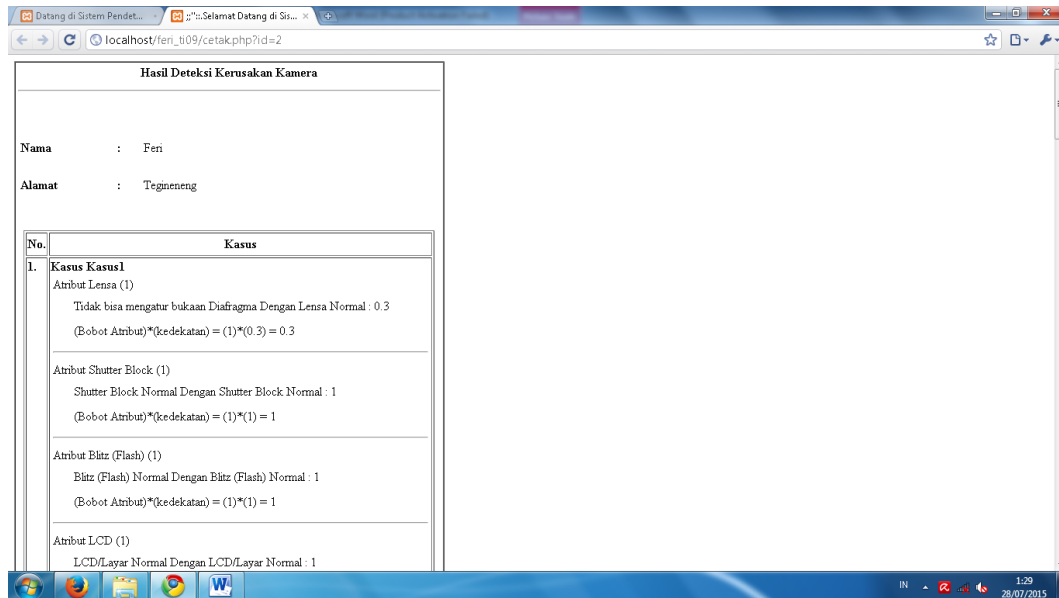 Datang di Sistem Pendet...
;;"::.Selamat Datang di Sis...
localhost/feri_ti09/cetak.php?id=2
Hasil Deteksi Kerusakan Kamera
Nama : Feri
Alamat : Tegineneng
No. Kasus
1. Kasus Kasus1
Atribut Lensa (1)
Tidak bisa mengatur bukaan Diafragma Dengan Lensa Normal : 0.3
(Bobot Atribut)*(kedekatan) = (1)*(0.3) = 0.3
Atribut Shutter Block (1)
Shutter Block Normal Dengan Shutter Block Normal : 1
(Bobot Atribut)*(kedekatan) = (1)*(1) = 1
Atribut Blitz (Flash) (1)
Blitz (Flash) Normal Dengan Blitz (Flash) Normal : 1
(Bobot Atribut)*(kedekatan) = (1)*(1) = 1
Atribut LCD (1)
LCD/Layar Normal Dengan LCD/Layar Normal : 1
IN
1:29
28/07/2015